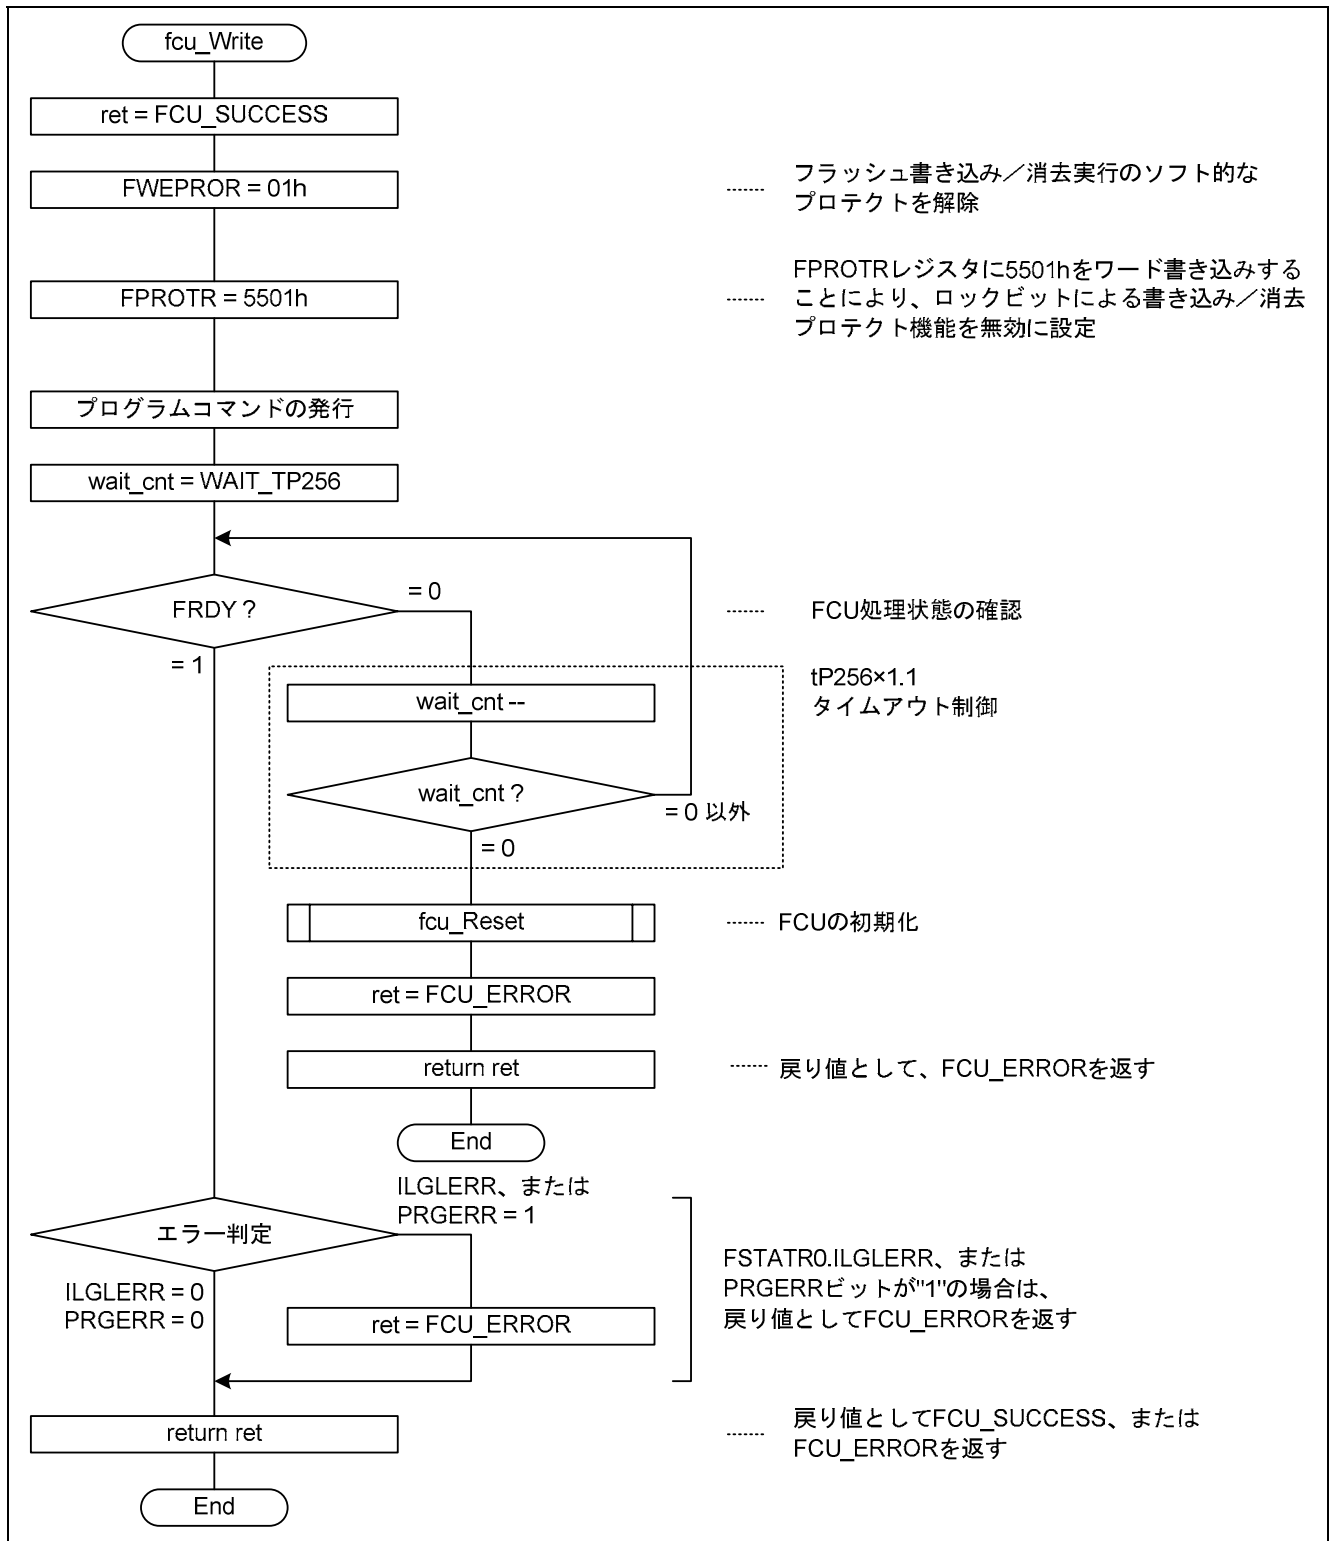 fcu_Write
ret = FCU_SUCCESS
FWEPROR = 01h
フラッシュ書き込み／消去実行のソフト的な
プロテクトを解除
FPROTR = 5501h
FPROTRレジスタに5501hをワード書き込みする
ことにより、ロックビットによる書き込み／消去
プロテクト機能を無効に設定
プログラムコマンドの発行
wait_cnt = WAIT_TP256
FRDY ?
= 0
= 1
FCU処理状態の確認
tP256×1.1
タイムアウト制御
wait_cnt --
wait_cnt ?
= 0 以外
= 0
fcu_Reset
FCUの初期化
ret = FCU_ERROR
return ret
戻り値として、FCU_ERRORを返す
End
エラー判定
ILGLERR、または
PRGERR = 1
ILGLERR = 0
PRGERR = 0
ret = FCU_ERROR
FSTATR0.ILGLERR、または
PRGERRビットが"1"の場合は、
戻り値としてFCU_ERRORを返す
return ret
戻り値としてFCU_SUCCESS、または
FCU_ERRORを返す
End